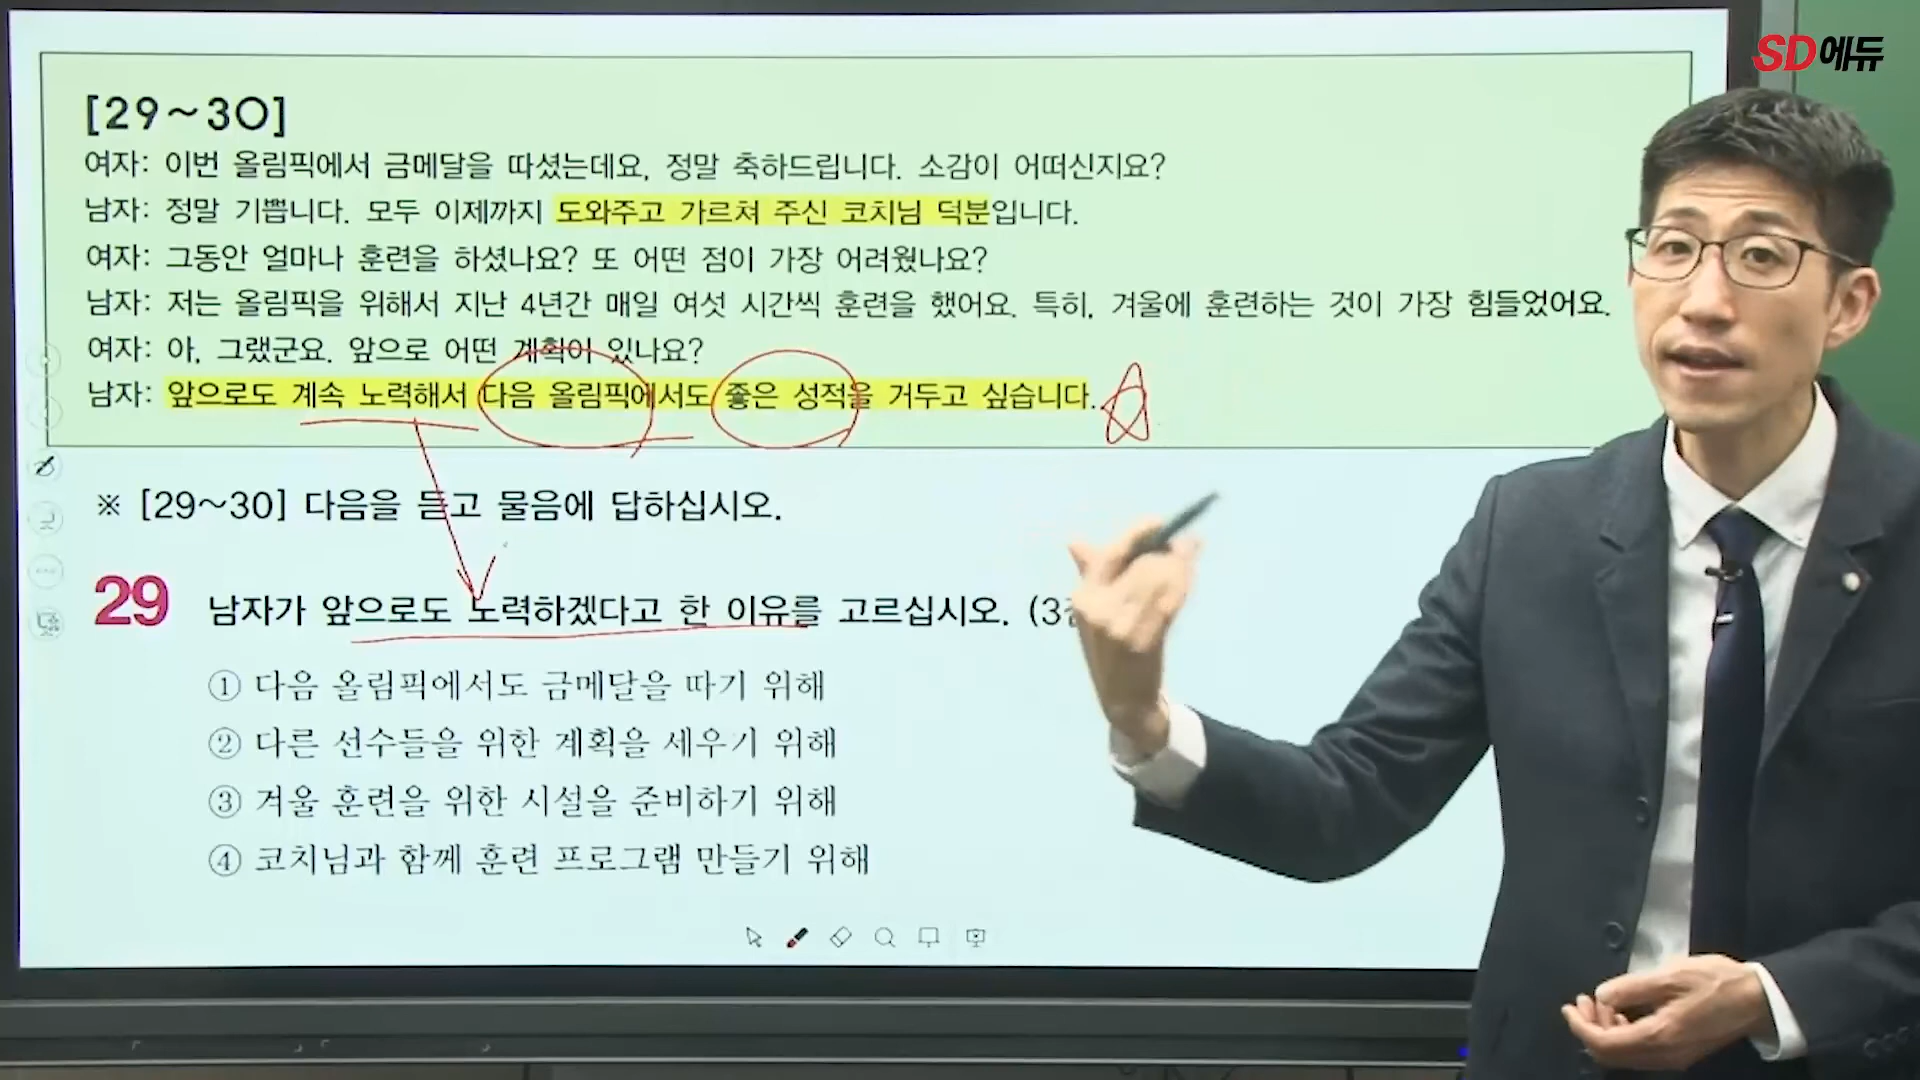 SD에듀
[29~30]
여자: 이번 올림픽에서 금메달을 따셨는데요, 정말 축하드립니다. 소감이 어떠신지요?
남자: 정말 기쁩니다. 모두 이제까지 도와주고 가르쳐 주신 코치님 덕분입니다.
여자: 그동안 얼마나 훈련을 하셨나요? 또 어떤 점이 가장 어려웠나요?
남자: 저는 올림픽을 위해서 지난 4년간 매일 여섯 시간씩 훈련을 했어요. 특히, 겨울에 훈련하는 것이 가장 힘들었어요.
여자: 아, 그랬군요. 앞으로 어떤 계획이 있나요?
남자: 앞으로도 계속 노력해서 다음 올림픽에서도 좋은 성적을 거두고 싶습니다.
※ [29~30] 다음을 듣고 물음에 답하십시오.
29 남자가 앞으로도 노력하겠다고 한 이유를 고르십시오. (3점
① 다음 올림픽에서도 금메달을 따기 위해
② 다른 선수들을 위한 계획을 세우기 위해
③ 겨울 훈련을 위한 시설을 준비하기 위해
④ 코치님과 함께 훈련 프로그램 만들기 위해